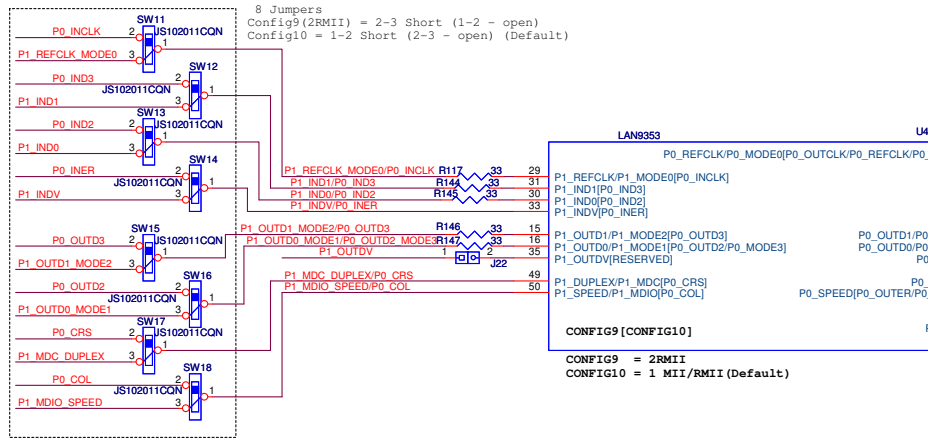 8 Jumpers
Config9(2RMII) = 2-3 Short (1-2 - open)
Config10 = 1-2 Short (2-3 - open) (Default)
SW11
JS102011CQN
P0_INCLK 2
1
P1_REFCLK_MODE0 3
SW12
JS102011CQN
P0_IND3 2
1
P1_IND1 3
SW13
JS102011CQN
P0_IND2 2
1
P1_IND0 3
SW14
JS102011CQN
P0_INER 2
1
P1_INDV 3
SW15
JS102011CQN
P0_OUTD3 2
1
P1_OUTD1_MODE2 3
SW16
JS102011CQN
P0_OUTD2 2
1
P1_OUTD0_MODE1 3
SW17
JS102011CQN
P0_CRS 2
1
P1_MDC_DUPLEX 3
SW18
JS102011CQN
P0_COL 2
1
P1_MDIO_SPEED 3
P1_REFCLK_MODE0/P0_INCLK R117 33 29
P1_IND1/P0_IND3 R144 33 31
P1_IND0/P0_IND2 R145 33 30
P1_INDV/P0_INER 33
P1_OUTD1_MODE2/P0_OUTD3 R146 33 15
P1_OUTD0_MODE1/P0_OUTD2_MODE3 R147 33 16
P1_OUTDV 1 2 35
J22
P1_MDC_DUPLEX/P0_CRS 49
P1_MDIO_SPEED/P0_COL 50
LAN9353 U4
P0_REFCLK/P0_MODE0[P0_OUTCLK/P0_REFCLK/P0_
P1_REFCLK/P1_MODE0[P0_INCLK]
P1_IND1[P0_IND3]
P1_IND0[P0_IND2]
P1_INDV[P0_INER]
P1_OUTD1/P1_MODE2[P0_OUTD3] P0_OUTD1/P0
P1_OUTD0/P1_MODE1[P0_OUTD2/P0_MODE3] P0_OUTD0/P0
P1_OUTDV[RESERVED] P0
P1_DUPLEX/P1_MDC[P0_CRS] P0_
P1_SPEED/P1_MDIO[P0_COL] P0_SPEED[P0_OUTER/P0_
CONFIG9[CONFIG10]
CONFIG9 = 2RMII
CONFIG10 = 1 MII/RMII(Default)